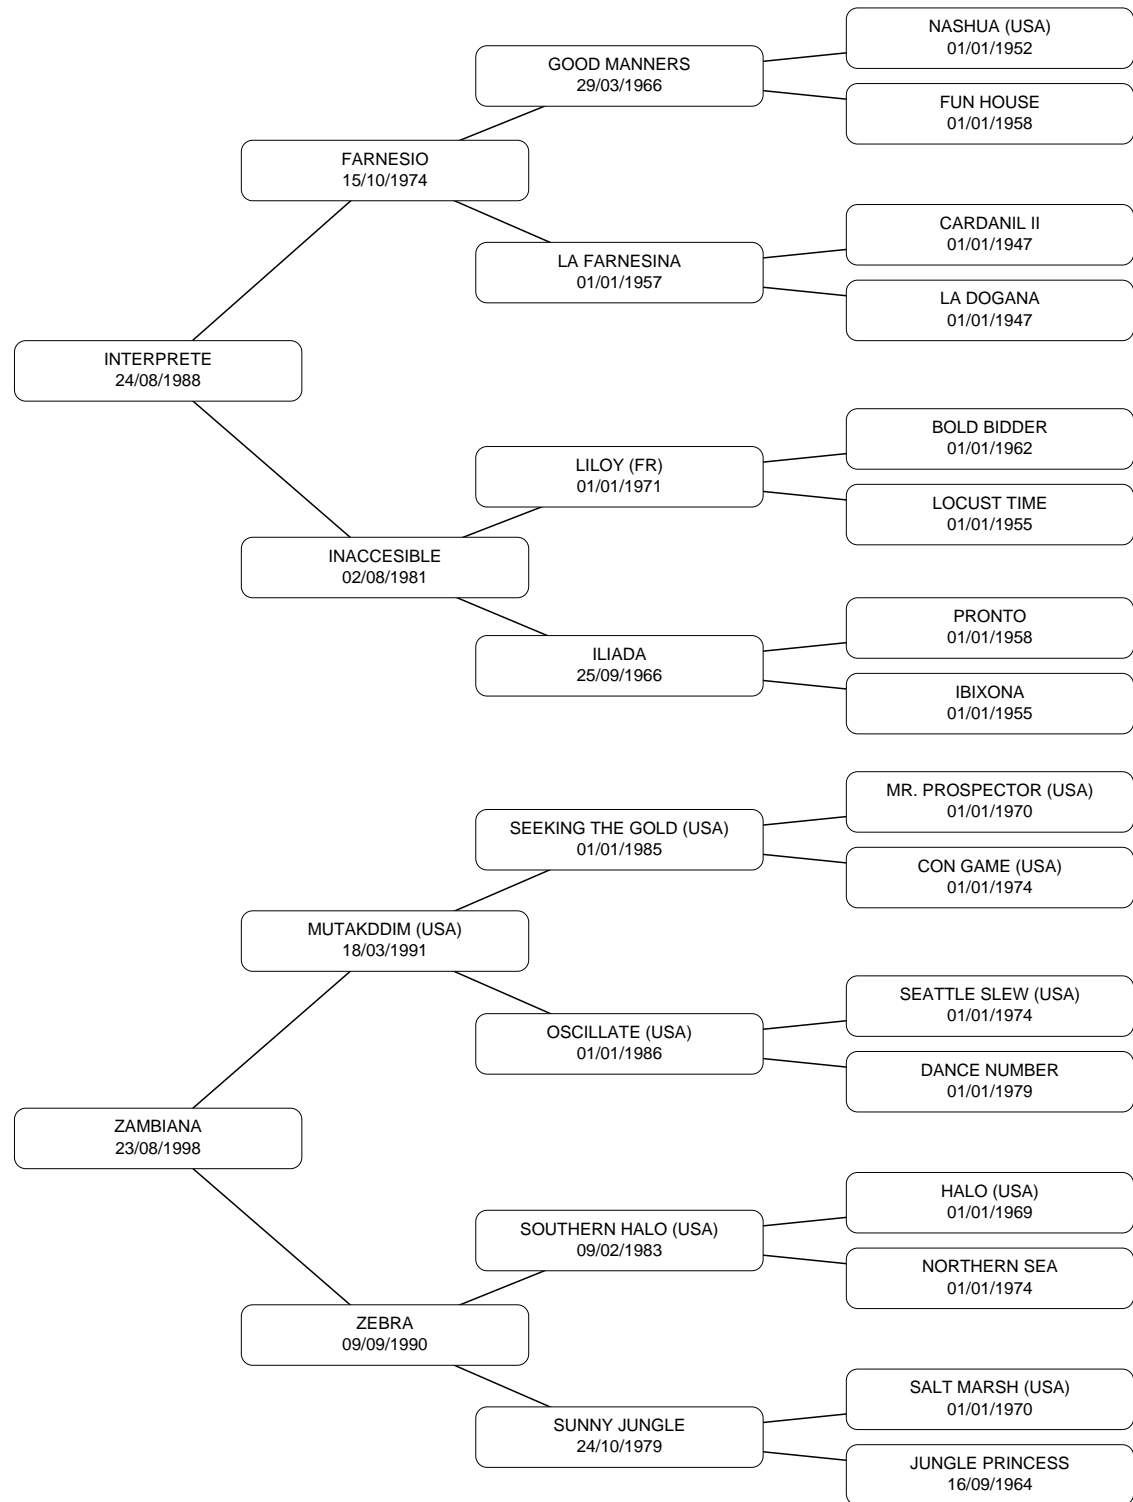 NASHUA (USA)
01/01/1952
GOOD MANNERS
29/03/1966
FUN HOUSE
01/01/1958
FARNESIO
15/10/1974
CARDANIL II
01/01/1947
LA FARNESINA
01/01/1957
LA DOGANA
01/01/1947
INTERPRETE
24/08/1988
BOLD BIDDER
01/01/1962
LILOY (FR)
01/01/1971
LOCUST TIME
01/01/1955
INACCESIBLE
02/08/1981
PRONTO
01/01/1958
ILIADA
25/09/1966
IBIXONA
01/01/1955
MR. PROSPECTOR (USA)
01/01/1970
SEEKING THE GOLD (USA)
01/01/1985
CON GAME (USA)
01/01/1974
MUTAKDDIM (USA)
18/03/1991
SEATTLE SLEW (USA)
01/01/1974
OSCILLATE (USA)
01/01/1986
DANCE NUMBER
01/01/1979
ZAMBIANA
23/08/1998
HALO (USA)
01/01/1969
SOUTHERN HALO (USA)
09/02/1983
NORTHERN SEA
01/01/1974
ZEBRA
09/09/1990
SALT MARSH (USA)
01/01/1970
SUNNY JUNGLE
24/10/1979
JUNGLE PRINCESS
16/09/1964